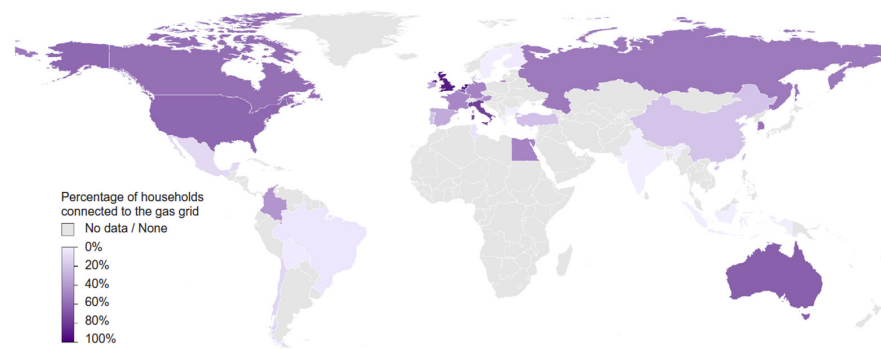 Percentage of households
connected to the gas grid
No data / None
0%
20%
40%
60%
80%
100%